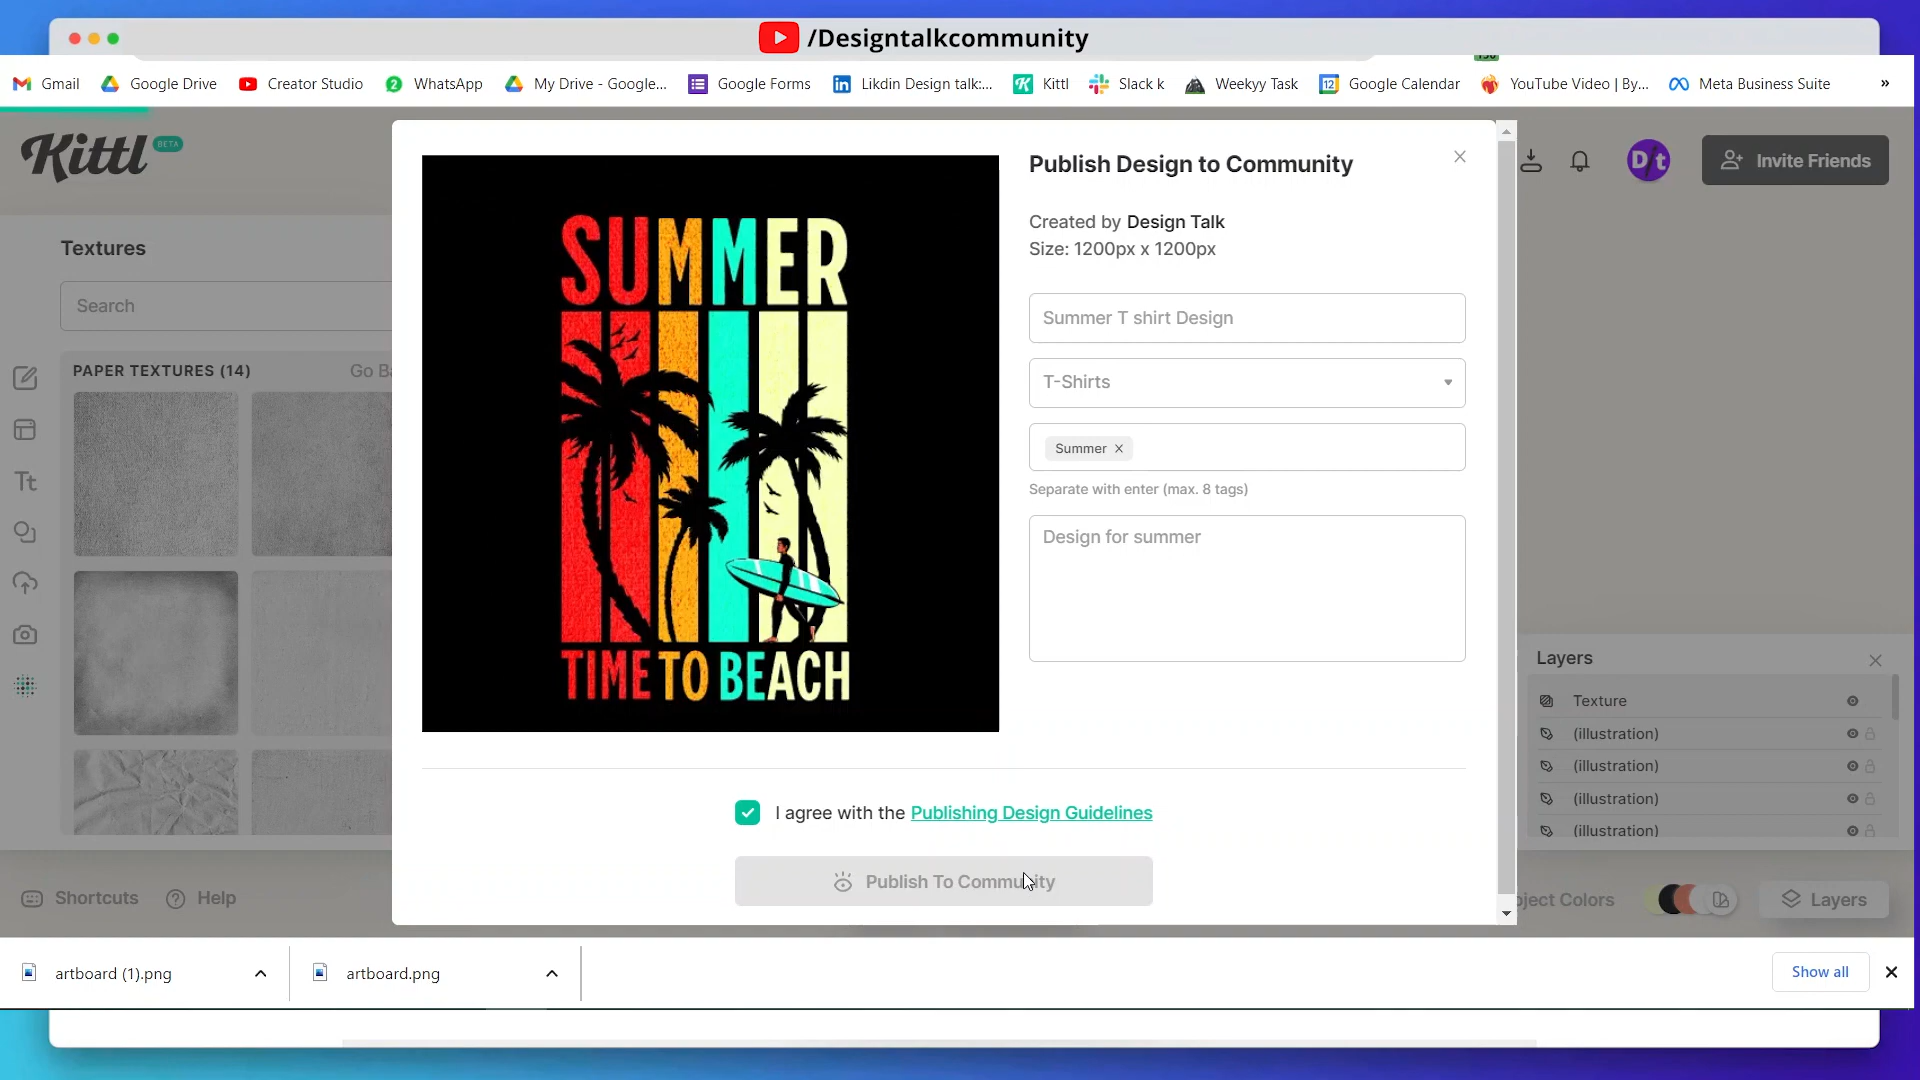 /Designtalkcommunity
Gmail
Google Drive
Creator Studio
WhatsApp
My Drive - Google...
Google Forms
Likdin Design talk:...
Kittl
Slack k
Weekyy Task
Google Calendar
YouTube Video | By...
Meta Business Suite
»
Kittl BETA
D/t
Invite Friends
Textures
Search
PAPER TEXTURES (14)
Go Ba
SUMMER
TIME TO BEACH
Publish Design to Community
Created by Design Talk
Size: 1200px x 1200px
Summer T shirt Design
T-Shirts
Summer
Separate with enter (max. 8 tags)
Design for summer
I agree with the Publishing Design Guidelines
Publish To Community
Layers
Texture
(illustration)
(illustration)
(illustration)
(illustration)
Shortcuts
Help
oject Colors
Layers
artboard (1).png
artboard.png
Show all